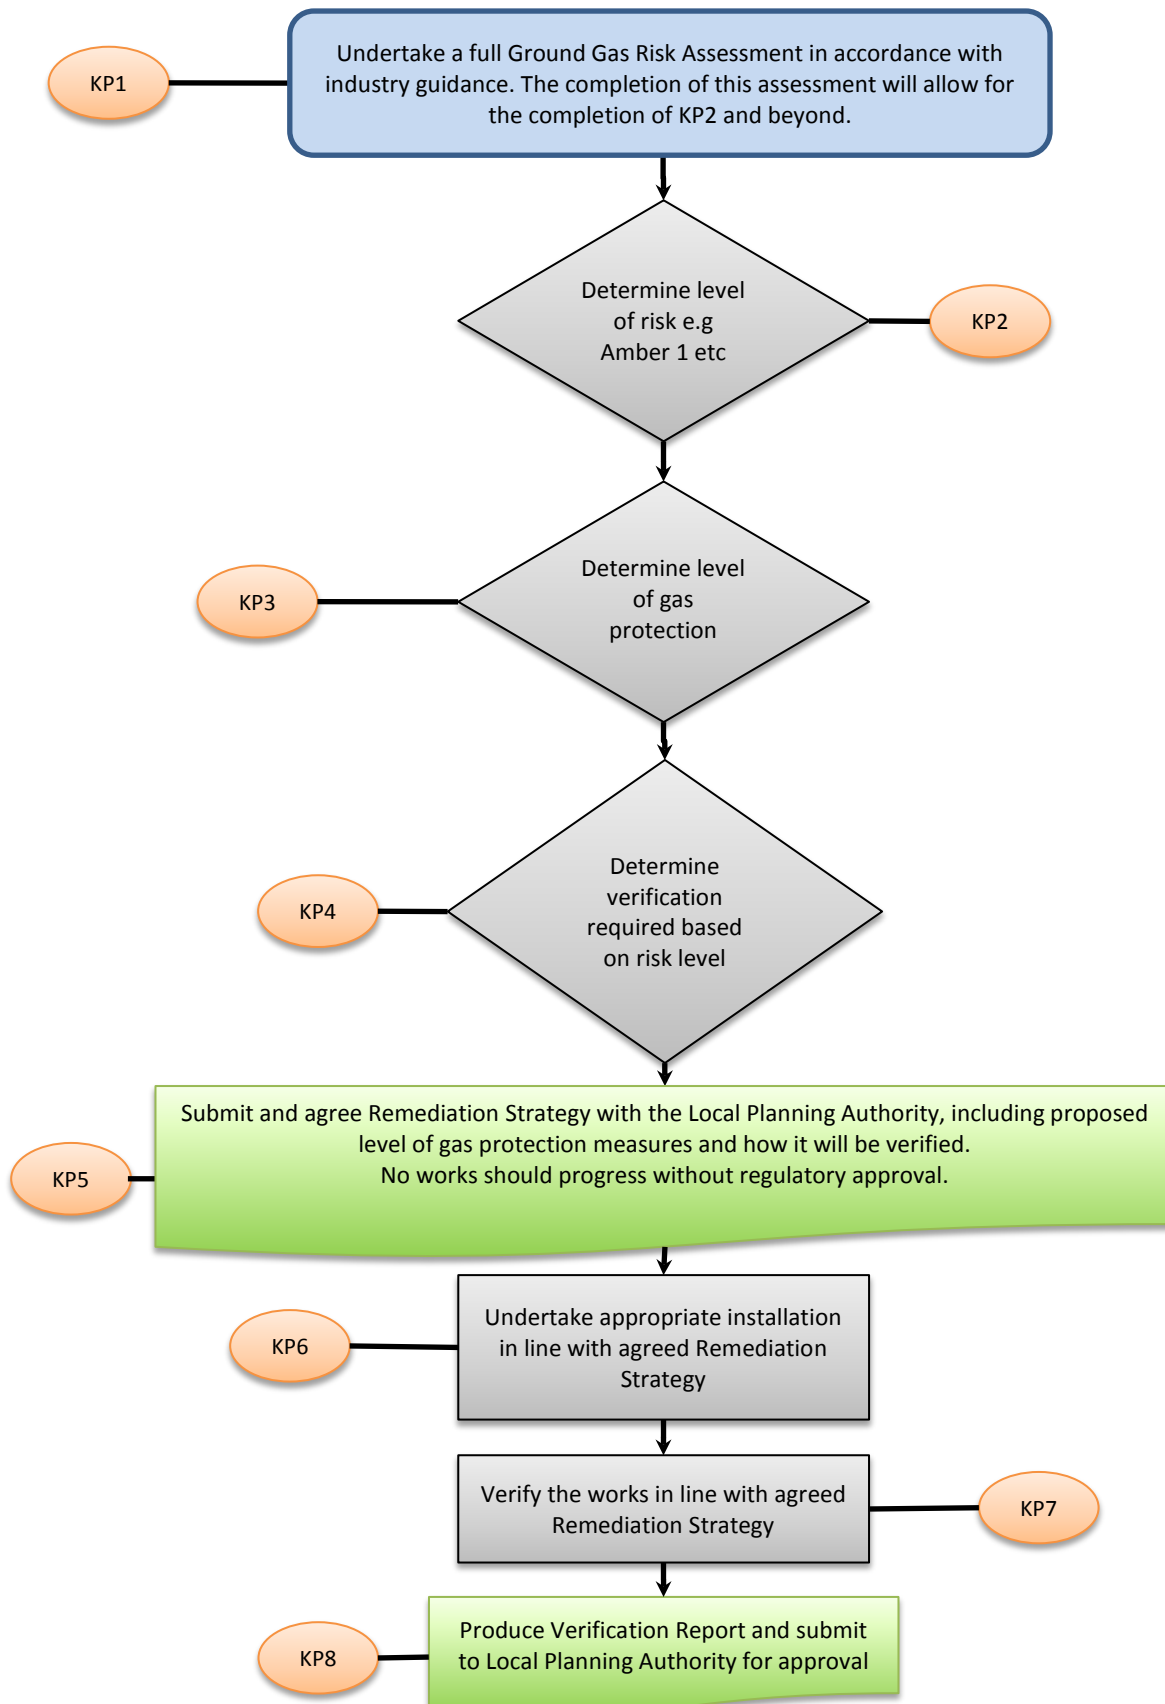 KP1
Undertake a full Ground Gas Risk Assessment in accordance with
industry guidance. The completion of this assessment will allow for
the completion of KP2 and beyond.
Determine level
of risk e.g
Amber 1 etc
KP2
KP3
Determine level
of gas
protection
KP4
Determine
verification
required based
on risk level
KP5
Submit and agree Remediation Strategy with the Local Planning Authority, including proposed
level of gas protection measures and how it will be verified.
No works should progress without regulatory approval.
KP6
Undertake appropriate installation
in line with agreed Remediation
Strategy
Verify the works in line with agreed
Remediation Strategy
KP7
KP8
Produce Verification Report and submit
to Local Planning Authority for approval